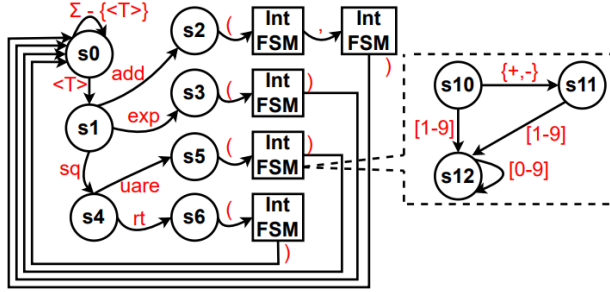 Σ - {<T>}
s0
<T>
add
s2
(
Int
FSM
,
Int
FSM
)
s1
exp
s3
(
Int
FSM
)
sq
uare
s5
(
Int
FSM
)
s4
rt
s6
(
Int
FSM
)
s10
{+,-}
s11
[1-9]
[1-9]
s12
[0-9]